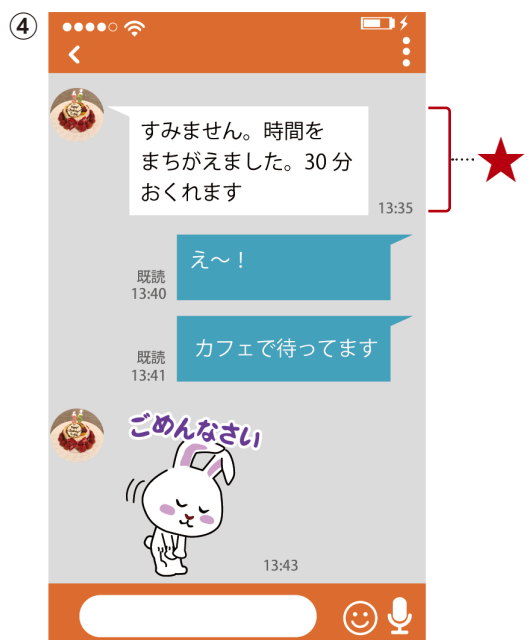 ④
すみません。時間を
まちがえました。30 分
おくれます
13:35
え〜！
既読
13:40
カフェで待ってます
既読
13:41
ごめんなさい
13:43